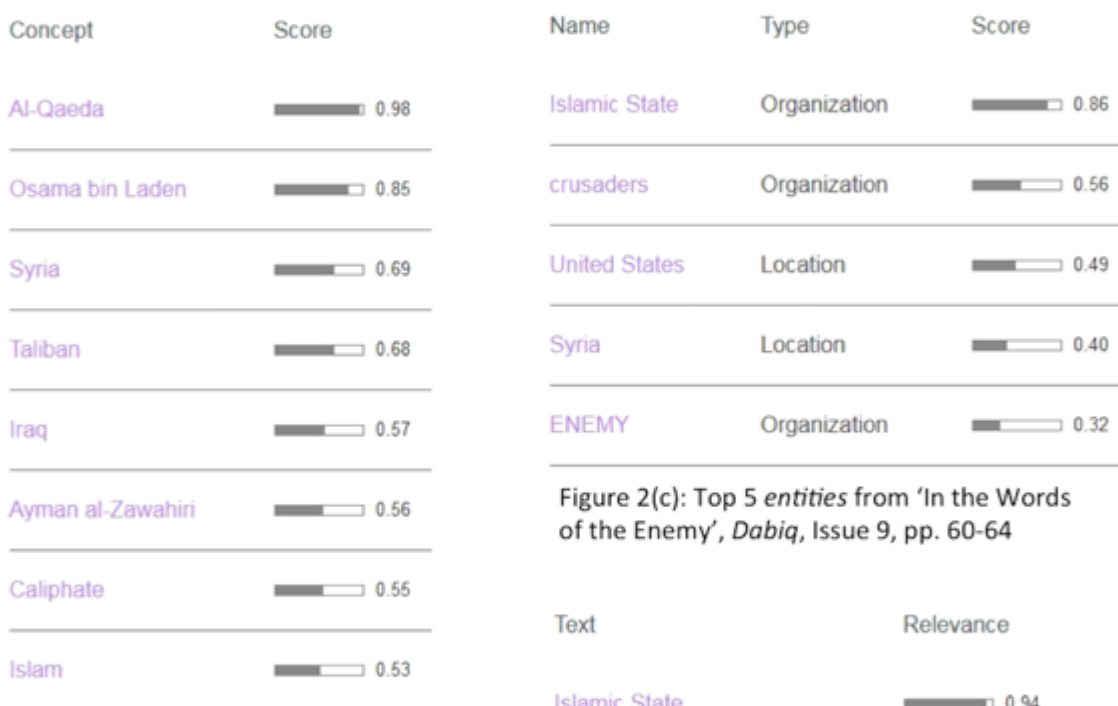 Concept Score
Al-Qaeda 0.98
Osama bin Laden 0.85
Syria 0.69
Taliban 0.68
Iraq 0.57
Ayman al-Zawahiri 0.56
Caliphate 0.55
Islam 0.53
Name Type Score
Islamic State Organization 0.86
crusaders Organization 0.56
United States Location 0.49
Syria Location 0.40
ENEMY Organization 0.32
Figure 2(c): Top 5 entities from ‘In the Words
of the Enemy’, Dabiq, Issue 9, pp. 60-64
Text Relevance
Islamic State 0.94